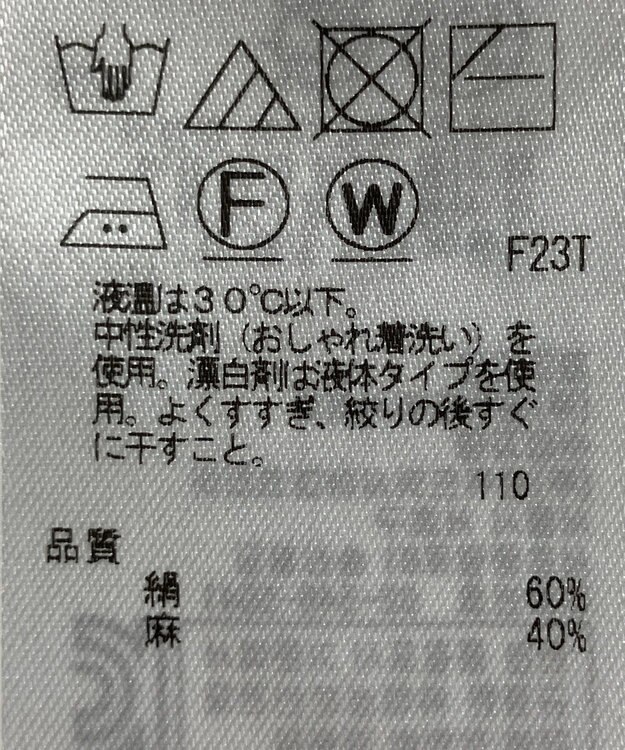 F W
F23T
液温は30℃以下。
中性洗剤（おしゃれ着洗い）を
使用。漂白剤は液体タイプを使
用。よくすすぎ、絞りの後すぐ
に干すこと。
110
品質
絹 60%
麻 40%